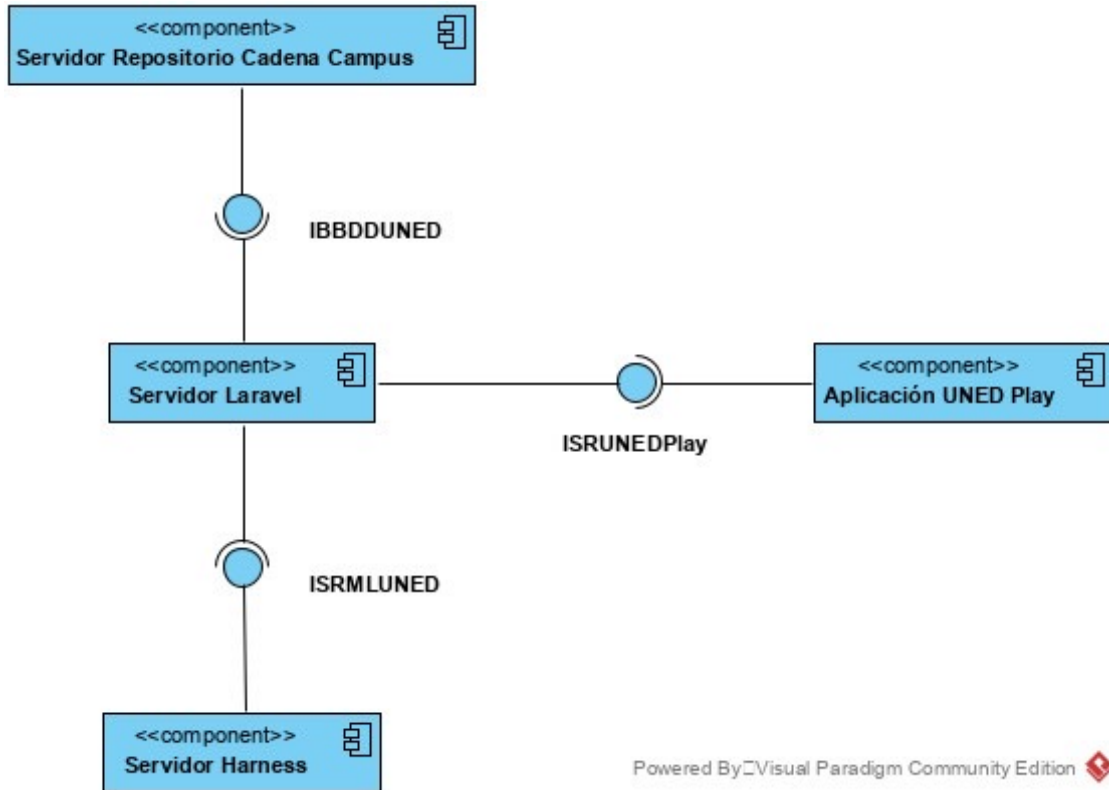 <<component>>
Servidor Repositorio Cadena Campus
IBBDDUNED
<<component>>
Servidor Laravel
<<component>>
Aplicación UNED Play
ISRUNEDPlay
ISRMLUNED
<<component>>
Servidor Harness
Powered By□Visual Paradigm Community Edition